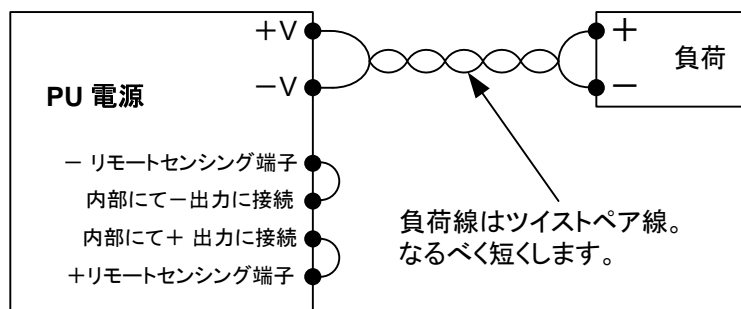 +V
−V
PU 電源
− リモートセンシング端子
内部にて−出力に接続
内部にて+ 出力に接続
+リモートセンシング端子
+
−
負荷
負荷線はツイストペア線。
なるべく短くします。